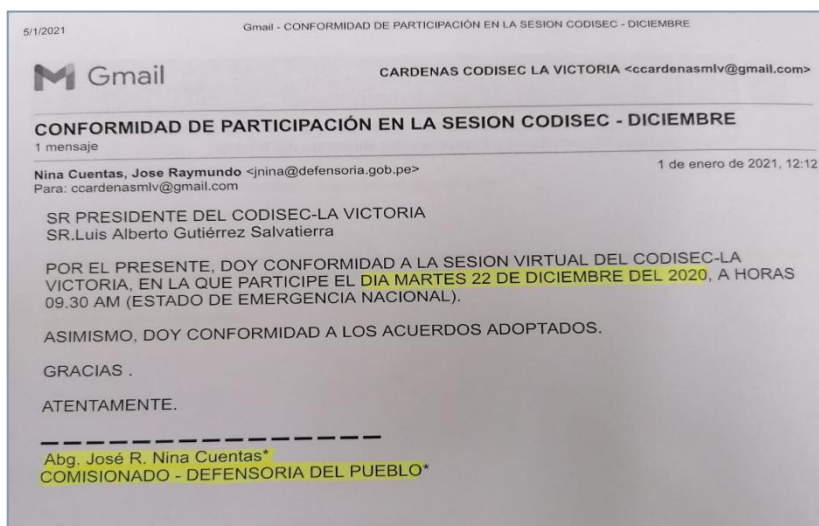 5/1/2021
Gmail - CONFORMIDAD DE PARTICIPACIÓN EN LA SESION CODISEC - DICIEMBRE
Gmail
CARDENAS CODISEC LA VICTORIA <ccardenasmlv@gmail.com>
CONFORMIDAD DE PARTICIPACIÓN EN LA SESION CODISEC - DICIEMBRE
1 mensaje
Nina Cuentas, Jose Raymundo <jnina@defensoria.gob.pe>
1 de enero de 2021, 12:12
Para: ccardenasmlv@gmail.com
SR PRESIDENTE DEL CODISEC-LA VICTORIA
SR.Luis Alberto Gutiérrez Salvatierra
POR EL PRESENTE, DOY CONFORMIDAD A LA SESION VIRTUAL DEL CODISEC-LA
VICTORIA, EN LA QUE PARTICIPE EL DIA MARTES 22 DE DICIEMBRE DEL 2020, A HORAS
09.30 AM (ESTADO DE EMERGENCIA NACIONAL).
ASIMISMO, DOY CONFORMIDAD A LOS ACUERDOS ADOPTADOS.
GRACIAS .
ATENTAMENTE.
Abg. José R. Nina Cuentas*
COMISIONADO - DEFENSORIA DEL PUEBLO*